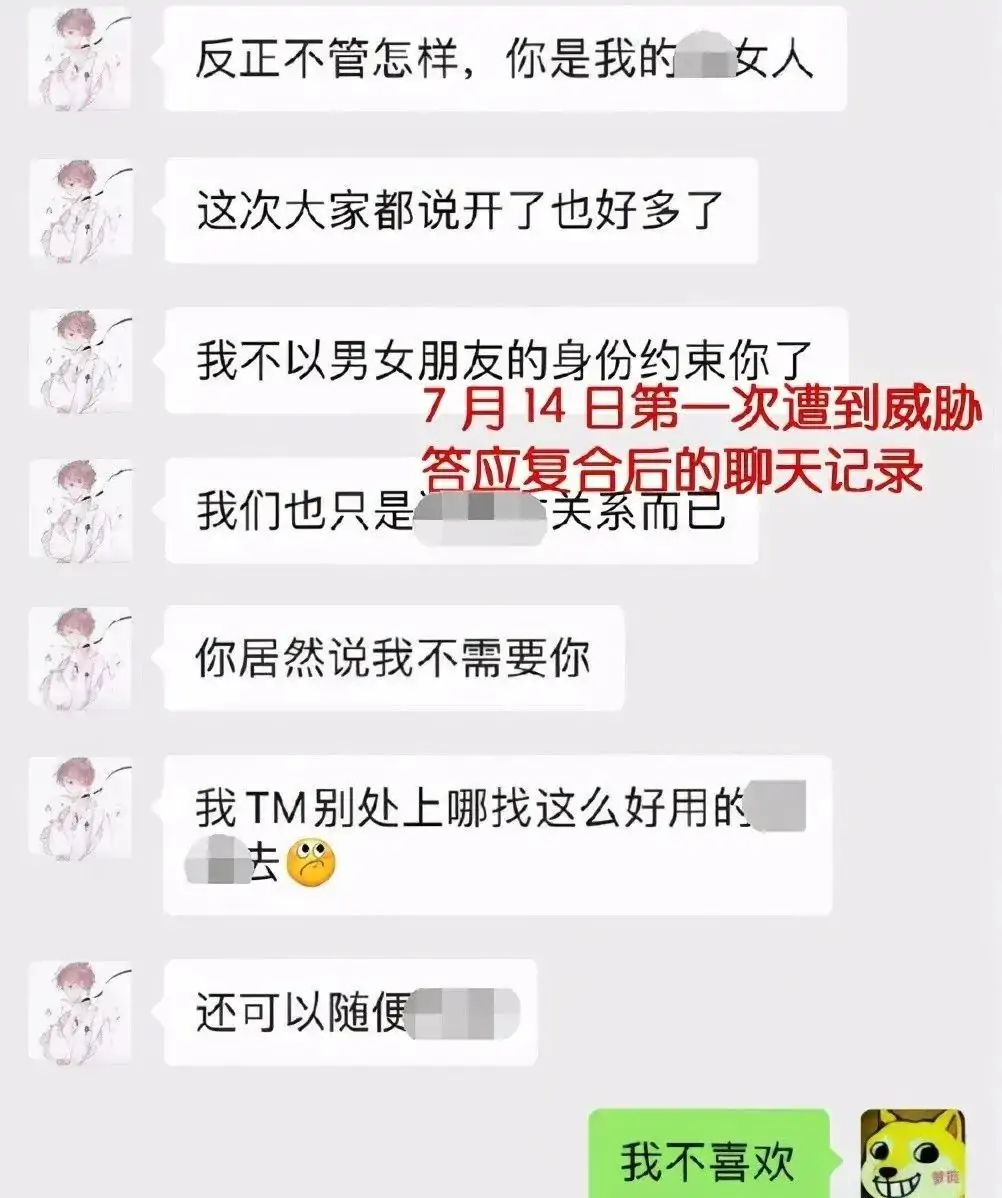 反正不管怎样，你是我的女人
这次大家都说开了也好多了
我不以男女朋友的身份约束你了
7月14日第一次遭到威胁
答应复合后的聊天记录
我们也只是关系而已
你居然说我不需要你
我TM别处上哪找这么好用的
去
还可以随便
我不喜欢